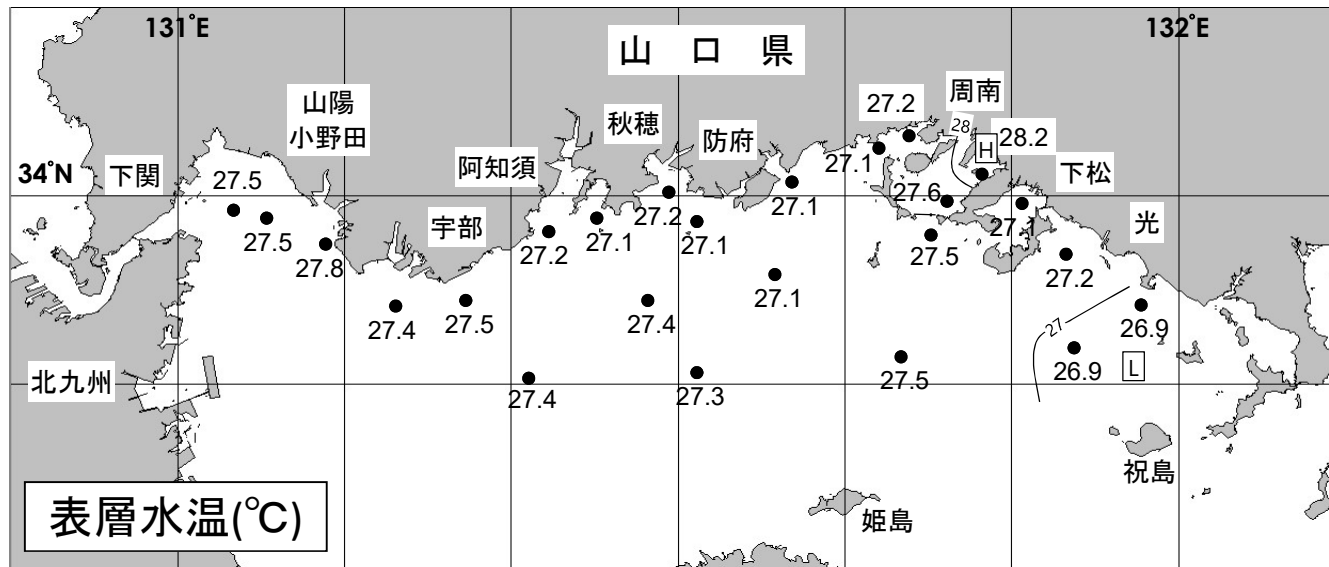 131°E
132°E
山 口 県
山陽
小野田
秋穂
防府
周南
27.2
28
H
28.2
27.1
34°N
下関
阿知須
下松
27.5
27.6
27.2
27.1
27.1
27.5
27.8
宇部
27.2
27.1
27.1
27.5
光
27.2
27.1
27.4
27.5
27.4
27
26.9
27.5
26.9
L
北九州
27.4
27.3
祝島
姫島
表層水温(℃)